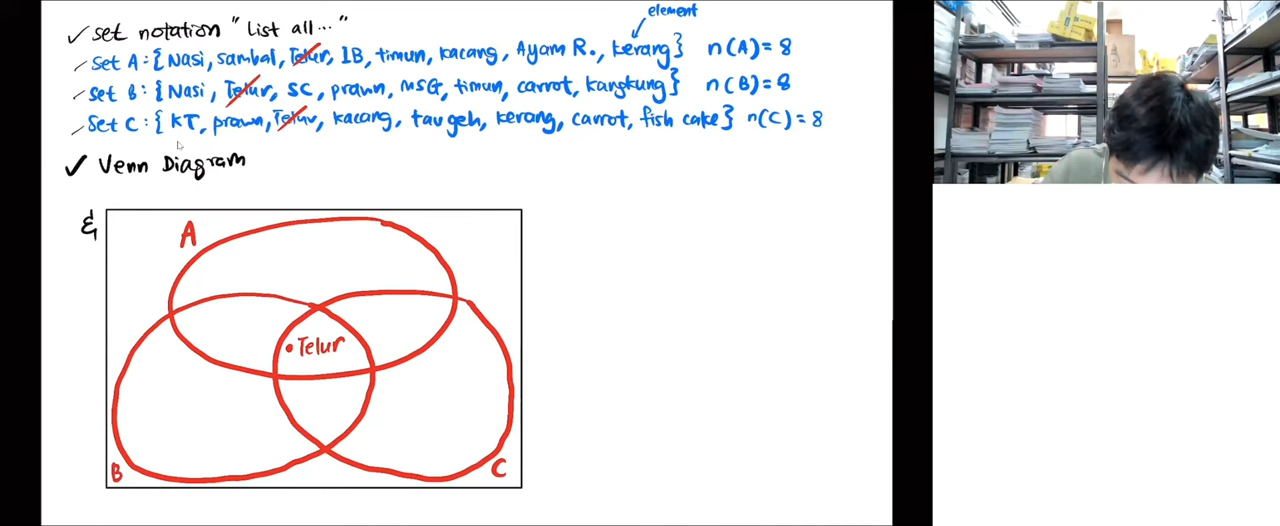 ✓ set notation "List all..."
element
✓ set A : {Nasi, sambal, Telur, IB, timun, kacang, Ayam R., kerang} n(A) = 8
✓ set B : {Nasi, Telur, SC, prawn, MSG, timun, carrot, kangkung} n(B) = 8
✓ set C : {KT, prawn, Telur, kacang, taugeh, kerang, carrot, fish cake} n(C) = 8
✓ Venn Diagram
ξ
A
• Telur
B
C